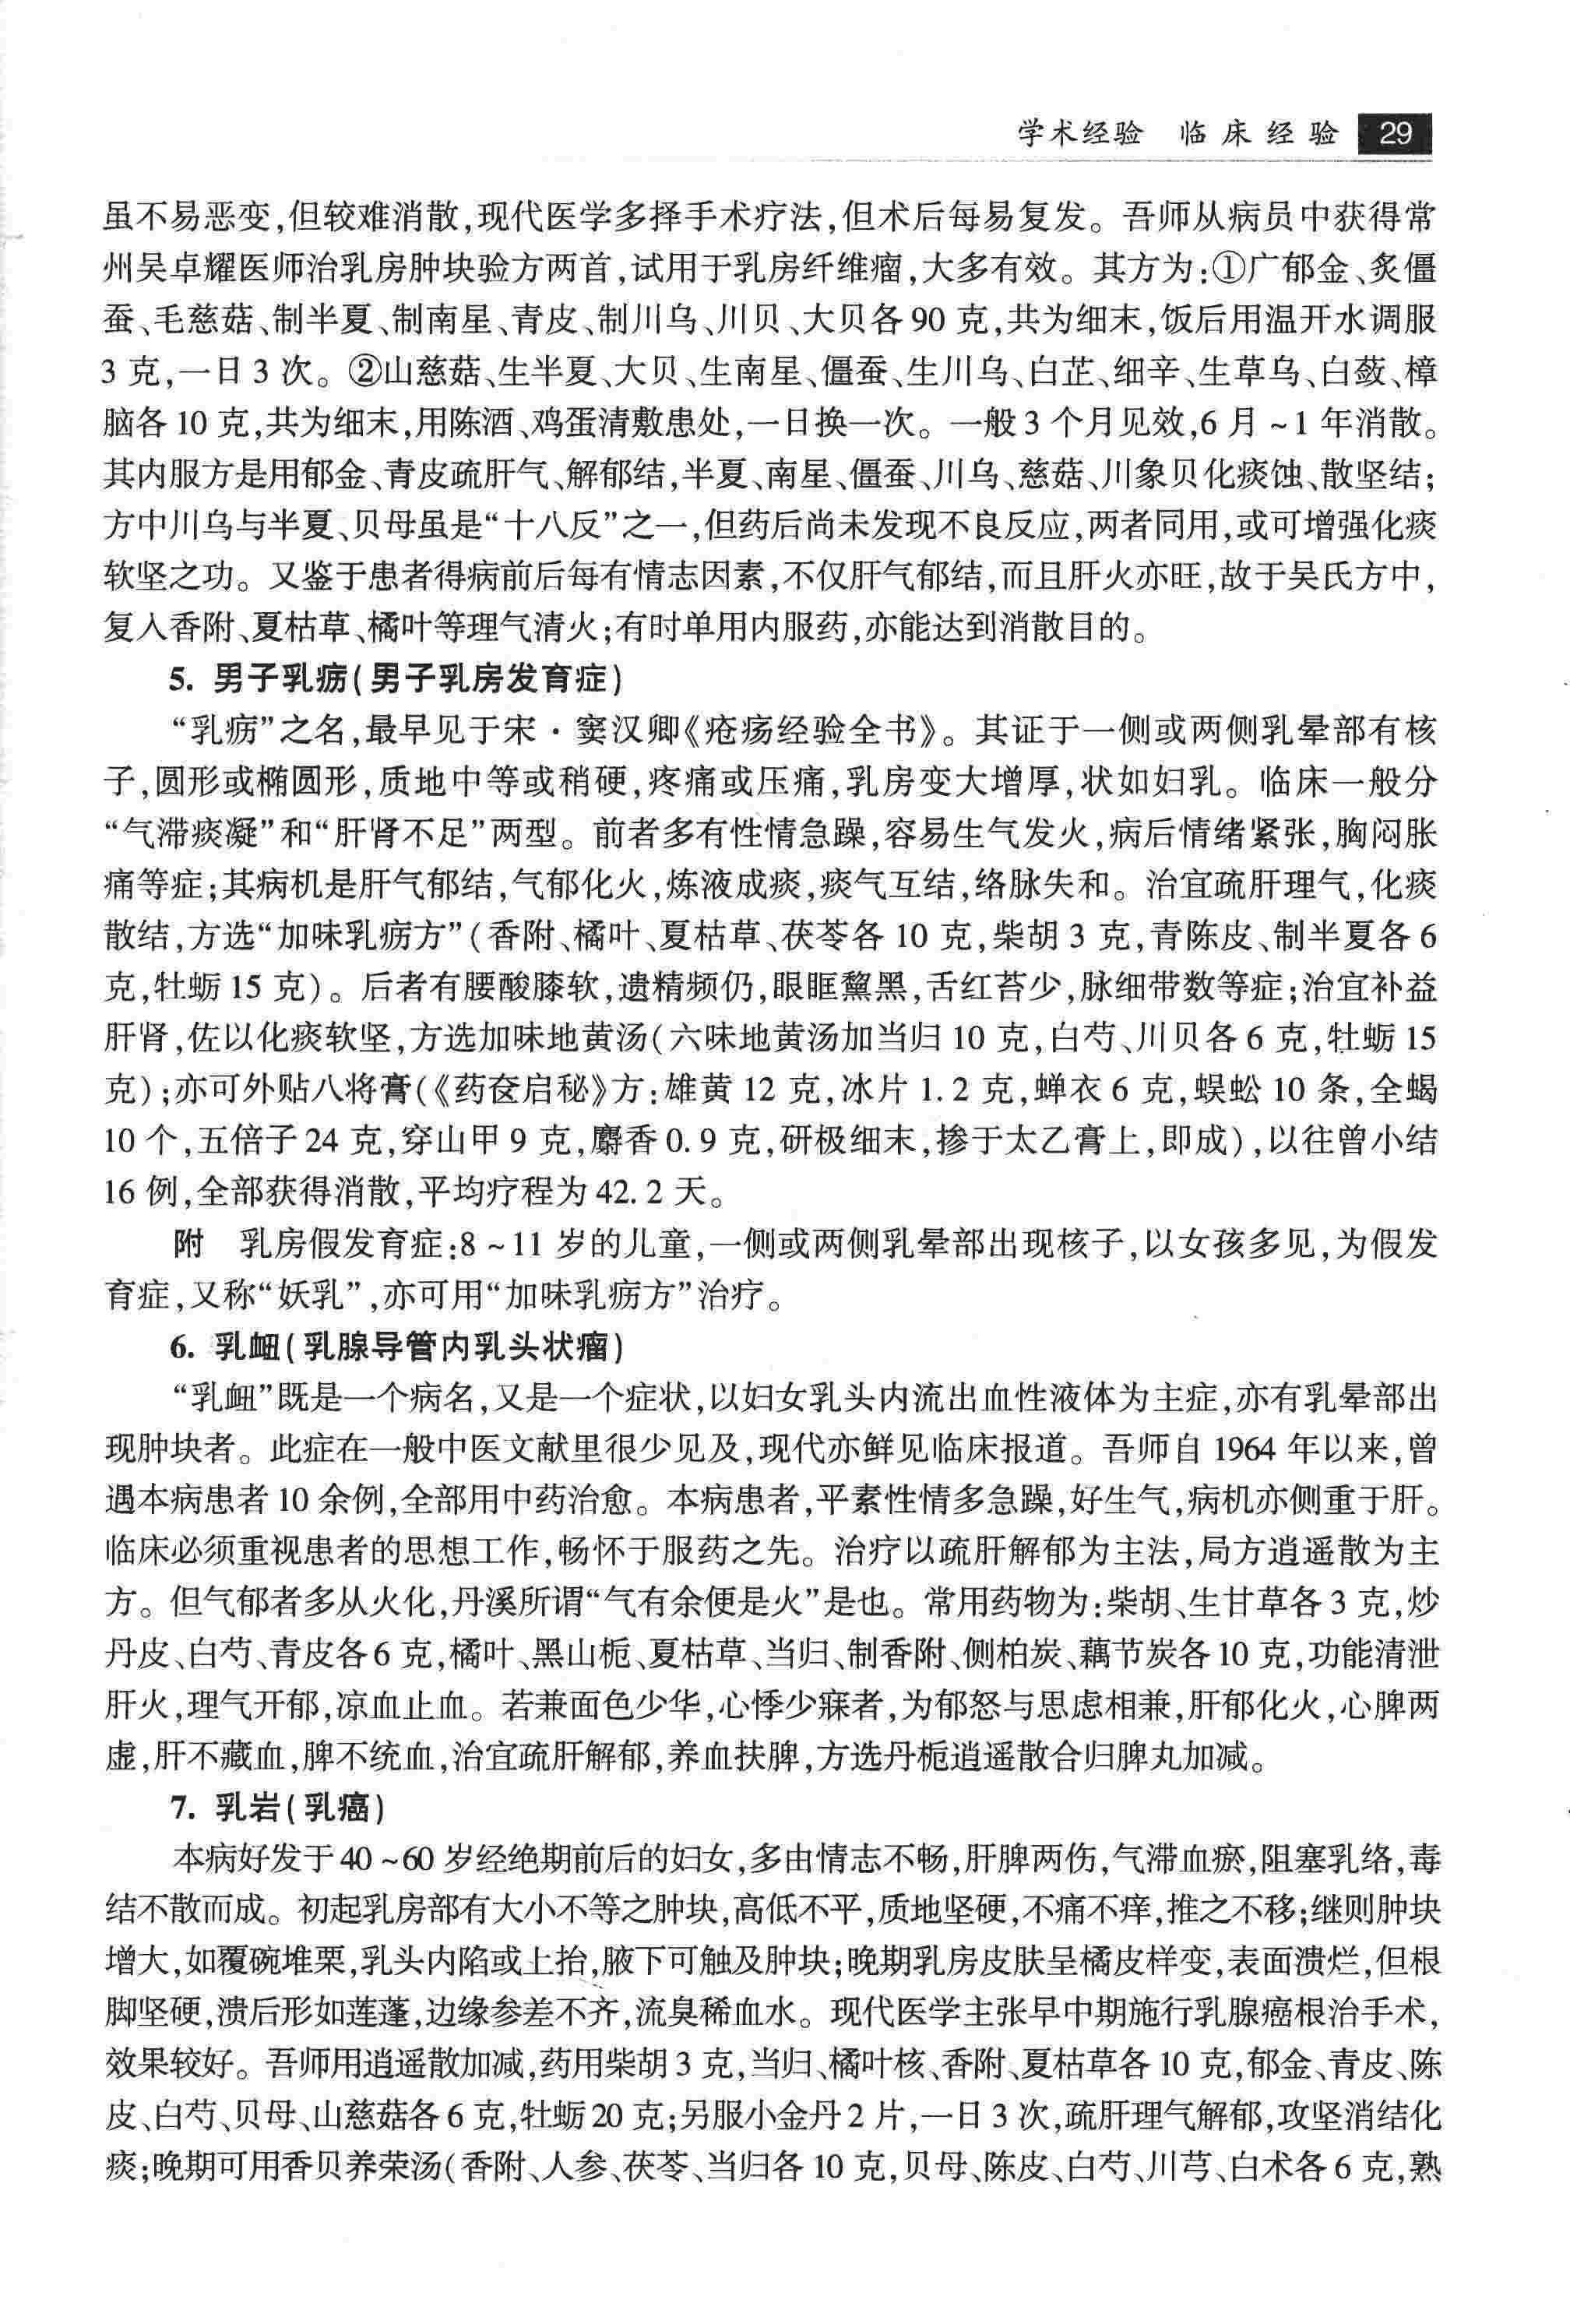 学术经验 临床经验 29
虽不易恶变,但较难消散,现代医学多择手术疗法,但术后每易复发。吾师从病员中获得常
州吴卓耀医师治乳房肿块验方两首,试用于乳房纤维瘤,大多有效。其方为:①广郁金、炙僵
蚕、毛慈菇、制半夏、制南星、青皮、制川乌、川贝、大贝各90克,共为细末,饭后用温开水调服
3克,一日3次。②山慈菇、生半夏、大贝、生南星、僵蚕、生川乌、白芷、细辛、生草乌、白蔹、樟
脑各10克,共为细末,用陈酒、鸡蛋清敷患处,一日换一次。一般3个月见效,6月~1年消散。
其内服方是用郁金、青皮疏肝气、解郁结,半夏、南星、僵蚕、川乌、慈菇、川象贝化痰蚀、散坚结;
方中川乌与半夏、贝母虽是“十八反”之一,但药后尚未发现不良反应,两者同用,或可增强化痰
软坚之功。又鉴于患者得病前后每有情志因素,不仅肝气郁结,而且肝火亦旺,故于吴氏方中,
复入香附、夏枯草、橘叶等理气清火;有时单用内服药,亦能达到消散目的。
5. 男子乳疬(男子乳房发育症)
“乳疬”之名,最早见于宋·窦汉卿《疮疡经验全书》。其证于一侧或两侧乳晕部有核
子,圆形或椭圆形,质地中等或稍硬,疼痛或压痛,乳房变大增厚,状如妇乳。临床一般分
“气滞痰凝”和“肝肾不足”两型。前者多有性情急躁,容易生气发火,病后情绪紧张,胸闷胀
痛等症;其病机是肝气郁结,气郁化火,炼液成痰,痰气互结,络脉失和。治宜疏肝理气,化痰
散结,方选“加味乳疬方”(香附、橘叶、夏枯草、茯苓各10克,柴胡3克,青陈皮、制半夏各6
克,牡蛎15克)。后者有腰酸膝软,遗精频仍,眼眶黧黑,舌红苔少,脉细带数等症;治宜补益
肝肾,佐以化痰软坚,方选加味地黄汤(六味地黄汤加当归10克,白芍、川贝各6克,牡蛎15
克);亦可外贴八将膏(《药奁启秘》方:雄黄12克,冰片1.2克,蝉衣6克,蜈蚣10条,全蝎
10个,五倍子24克,穿山甲9克,麝香0.9克,研极细末,掺于太乙膏上,即成),以往曾小结
16例,全部获得消散,平均疗程为42.2天。
附 乳房假发育症:8~11岁的儿童,一侧或两侧乳晕部出现核子,以女孩多见,为假发
育症,又称“妖乳”,亦可用“加味乳疬方”治疗。
6. 乳衄(乳腺导管内乳头状瘤)
“乳衄”既是一个病名,又是一个症状,以妇女乳头内流出血性液体为主症,亦有乳晕部出
现肿块者。此症在一般中医文献里很少见及,现代亦鲜见临床报道。吾师自1964年以来,曾
遇本病患者10余例,全部用中药治愈。本病患者,平素性情多急躁,好生气,病机亦侧重于肝。
临床必须重视患者的思想工作,畅怀于服药之先。治疗以疏肝解郁为主法,局方逍遥散为主
方。但气郁者多从火化,丹溪所谓“气有余便是火”是也。常用药物为:柴胡、生甘草各3克,炒
丹皮、白芍、青皮各6克,橘叶、黑山栀、夏枯草、当归、制香附、侧柏炭、藕节炭各10克,功能清泄
肝火,理气开郁,凉血止血。若兼面色少华,心悸少寐者,为郁怒与思虑相兼,肝郁化火,心脾两
虚,肝不藏血,脾不统血,治宜疏肝解郁,养血扶脾,方选丹栀逍遥散合归脾丸加减。
7. 乳岩(乳癌)
本病好发于40~60岁经绝期前后的妇女,多由情志不畅,肝脾两伤,气滞血瘀,阻塞乳络,毒
结不散而成。初起乳房部有大小不等之肿块,高低不平,质地坚硬,不痛不痒,推之不移;继则肿块
增大,如覆碗堆栗,乳头内陷或上抬,腋下可触及肿块;晚期乳房皮肤呈橘皮样变,表面溃烂,但根
脚坚硬,溃后形如莲蓬,边缘参差不齐,流臭稀血水。现代医学主张早中期施行乳腺癌根治手术,
效果较好。吾师用逍遥散加减,药用柴胡3克,当归、橘叶核、香附、夏枯草各10克,郁金、青皮、陈
皮、白芍、贝母、山慈菇各6克,牡蛎20克;另服小金丹2片,一日3次,疏肝理气解郁,攻坚消结化
痰;晚期可用香贝养荣汤(香附、人参、茯苓、当归各10克,贝母、陈皮、白芍、川芎、白术各6克,熟